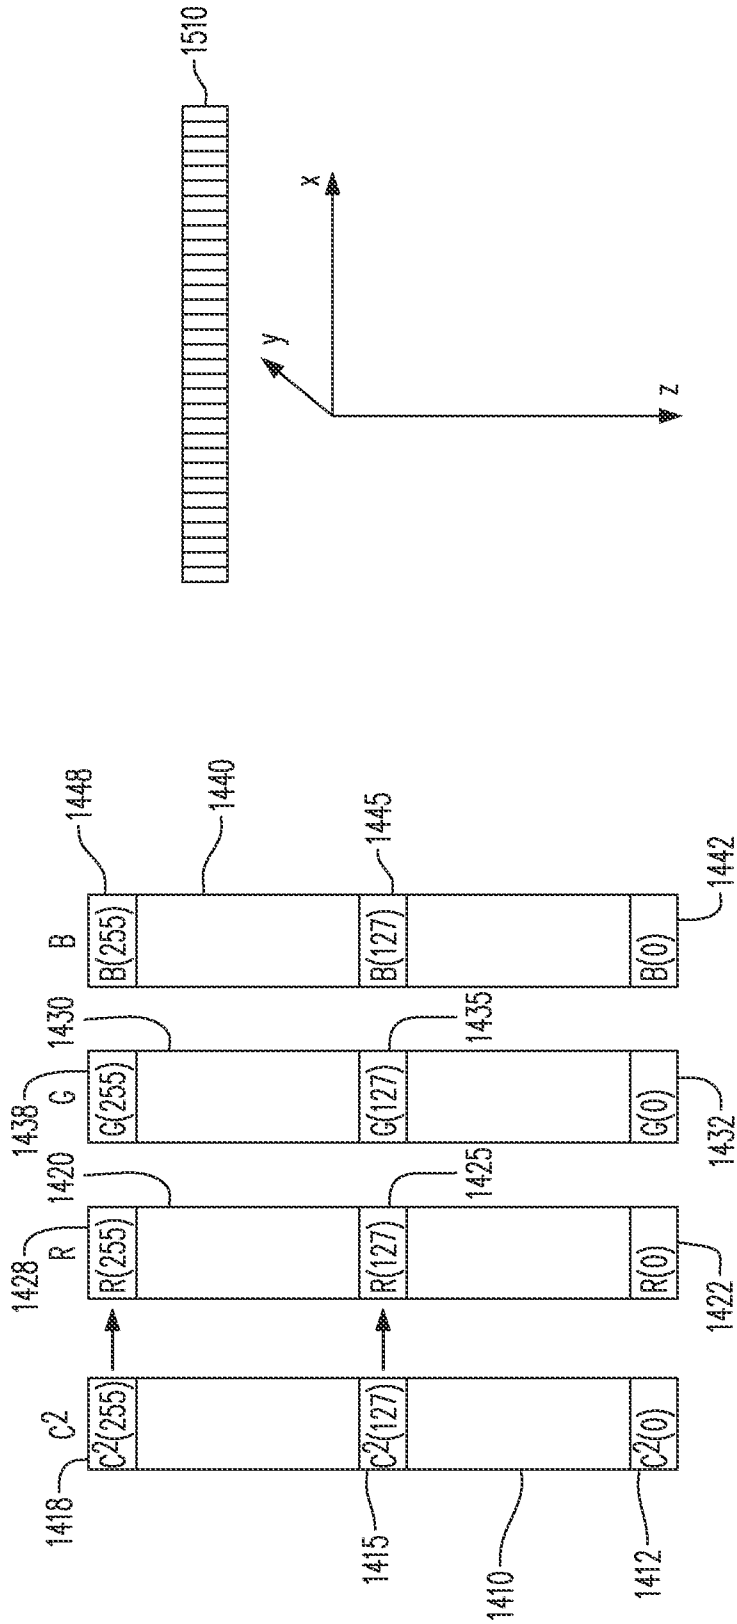 1418
C²
1428
R
1438
G
B
1448
C²(255)
R(255)
G(255)
B(255)
1420
1430
1440
1415
C²(127)
R(127)
G(127)
B(127)
1425
1435
1445
1410
1412
C²(0)
R(0)
G(0)
B(0)
1422
1432
1442
1510
x
y
z